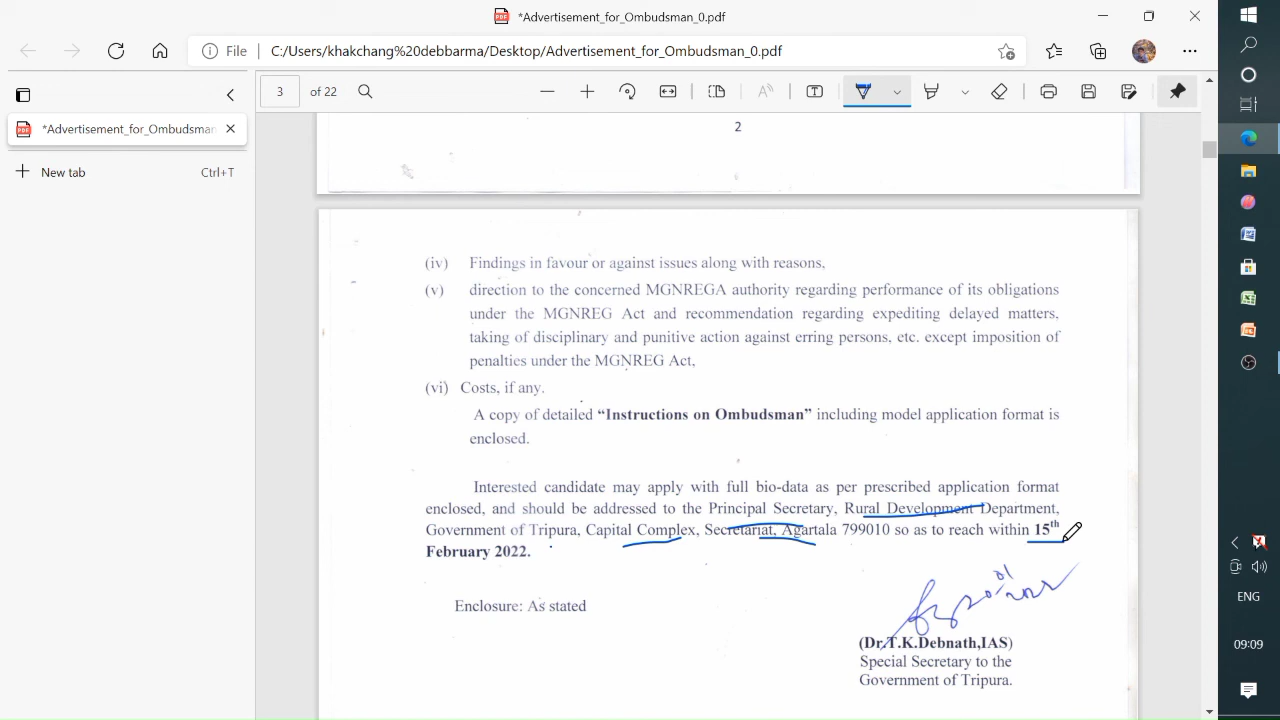 *Advertisement_for_Ombudsman_0.pdf
File C:/Users/khakchang%20debbarma/Desktop/Advertisement_for_Ombudsman_0.pdf
3 of 22
*Advertisement_for_Ombudsman
New tab Ctrl+T
2
(iv) Findings in favour or against issues along with reasons,
(v) direction to the concerned MGNREGA authority regarding performance of its obligations
under the MGNREG Act and recommendation regarding expediting delayed matters,
taking of disciplinary and punitive action against erring persons, etc. except imposition of
penalties under the MGNREG Act,
(vi) Costs, if any.
A copy of detailed “Instructions on Ombudsman” including model application format is
enclosed.
Interested candidate may apply with full bio-data as per prescribed application format
enclosed, and should be addressed to the Principal Secretary, Rural Development Department,
Government of Tripura, Capital Complex, Secretariat, Agartala 799010 so as to reach within 15th
February 2022.
Enclosure: As stated
(Dr.T.K.Debnath,IAS)
Special Secretary to the
Government of Tripura.
ENG
09:09